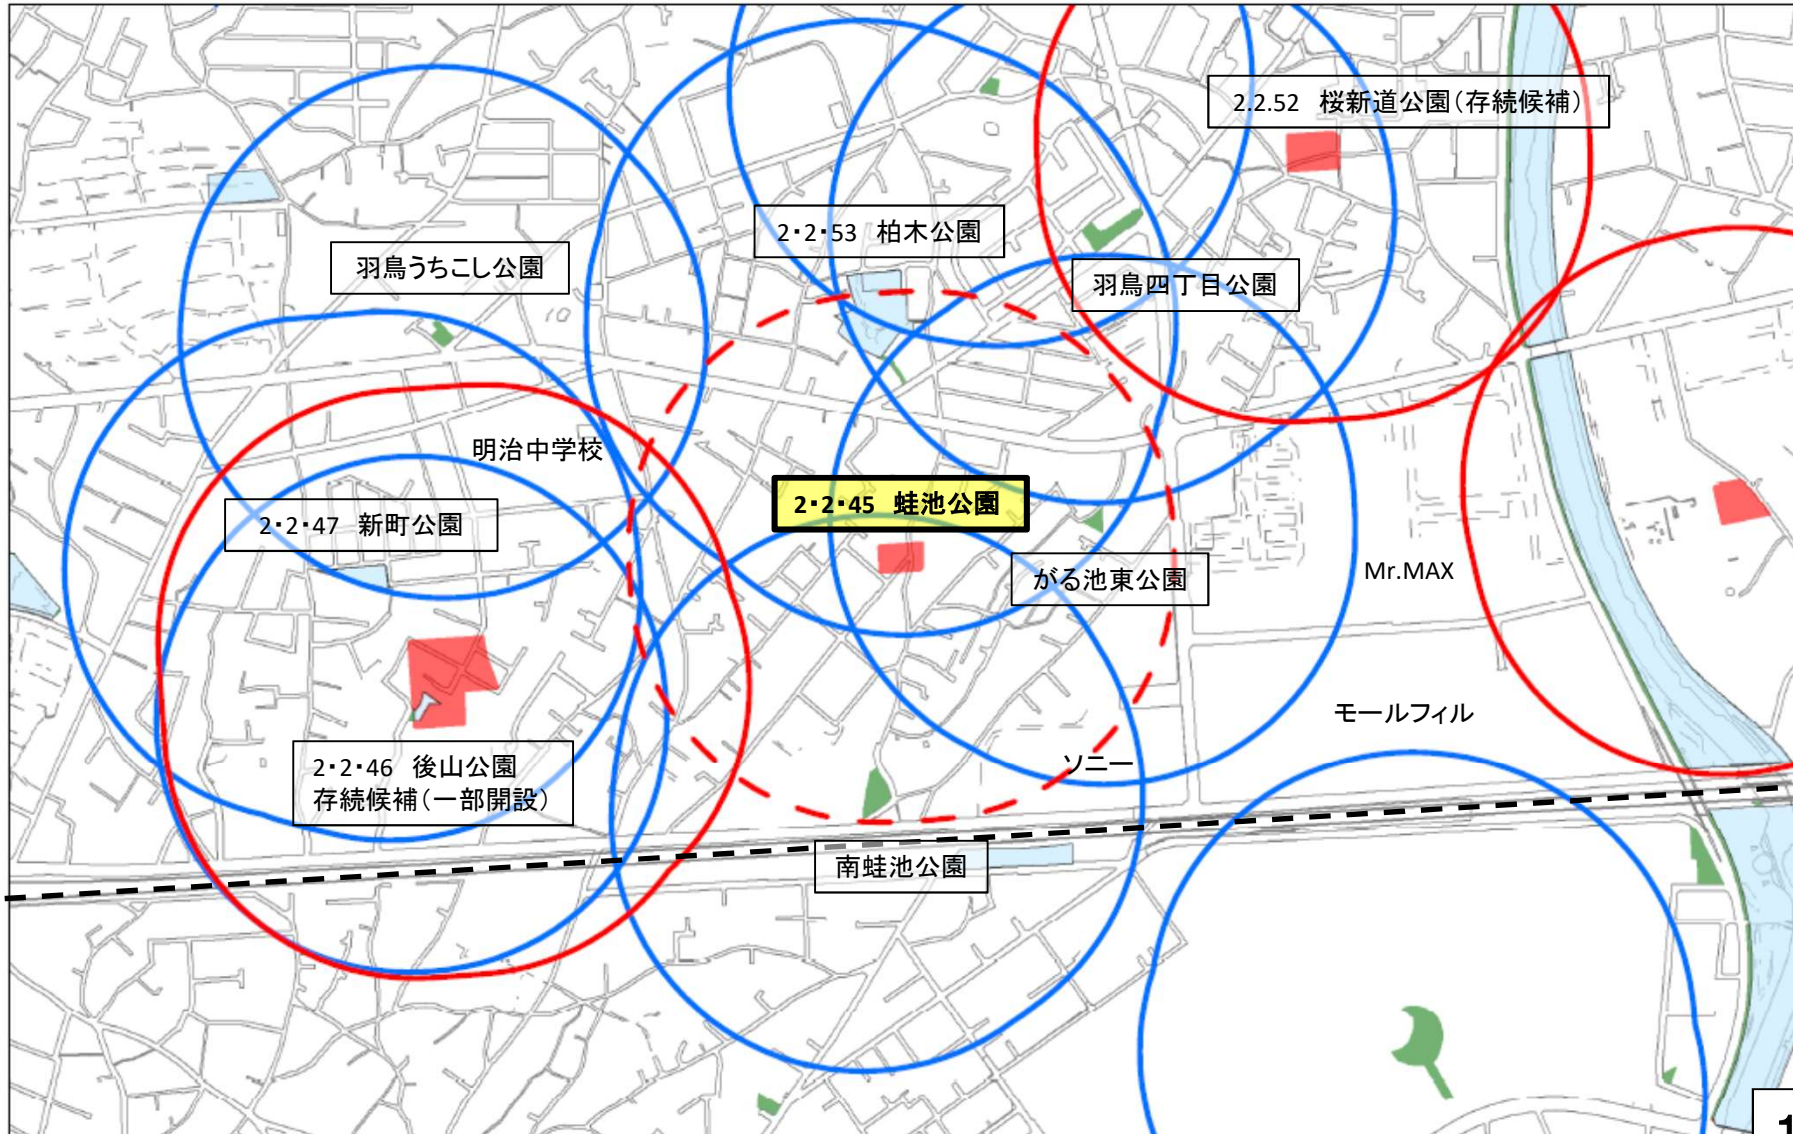 2.2.52 桜新道公園（存続候補）
2・2・53 柏木公園
羽鳥うちこし公園
羽鳥四丁目公園
明治中学校
2・2・45 蛙池公園
2・2・47 新町公園
がる池東公園
Mr.MAX
モールフィル
ソニー
2・2・46 後山公園
存続候補（一部開設）
南蛙池公園
1